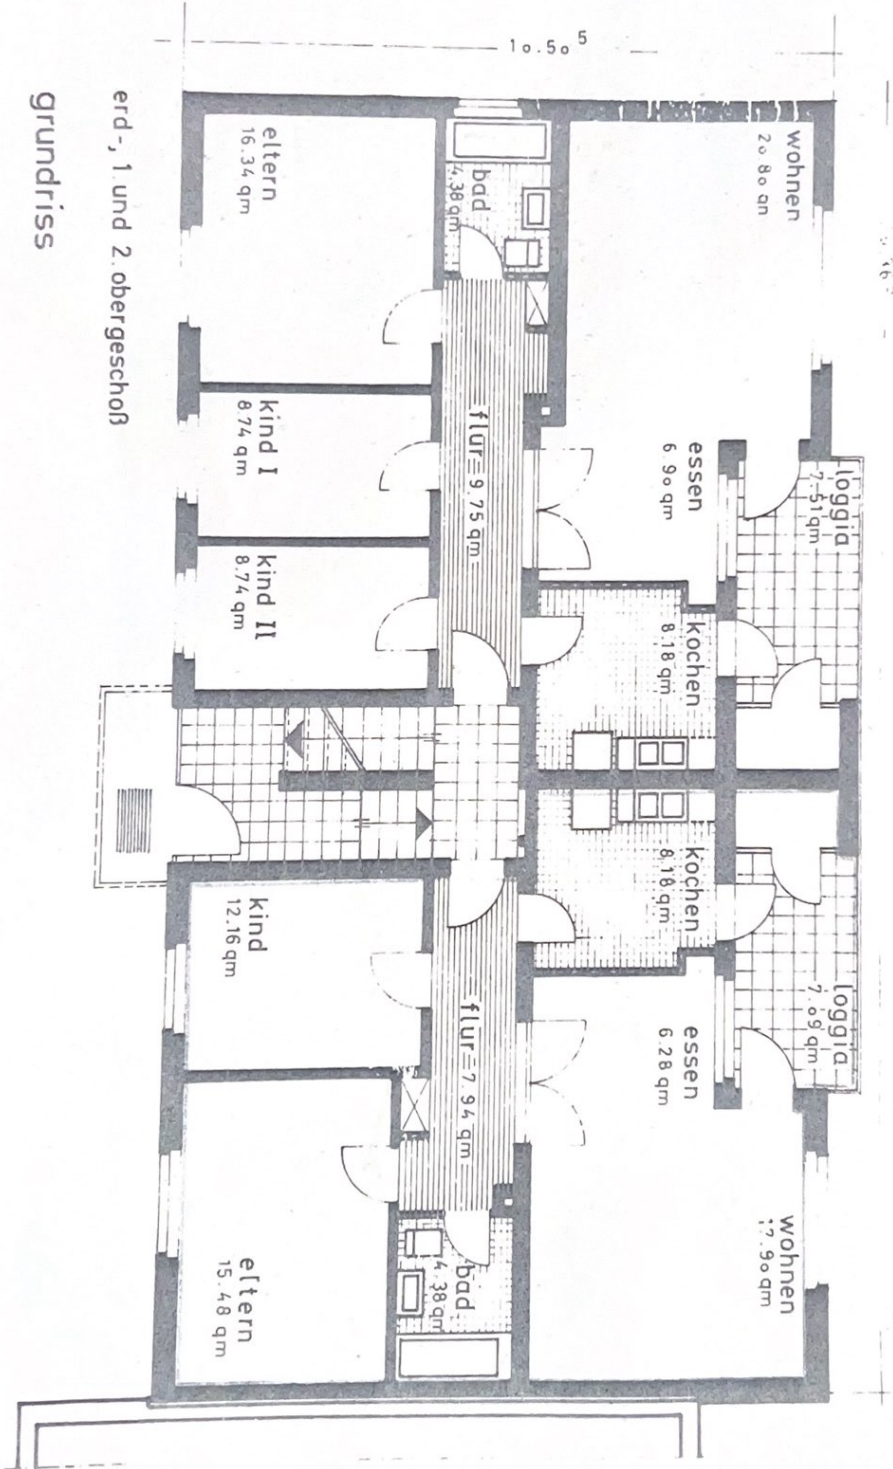 grundriss
erd-, 1. und 2. obergeschoß
10.50⁵
wohnen
20.80 qm
essen
6.90 qm
loggia
7.51 qm
kochen
8.18 qm
bad
4.38 qm
flur 9.75 qm
eltern
16.34 qm
kind I
8.74 qm
kind II
8.74 qm
kochen
8.18 qm
loggia
7.09 qm
essen
6.28 qm
wohnen
17.90 qm
flur 7.94 qm
bad
4.38 qm
kind
12.16 qm
eltern
15.48 qm